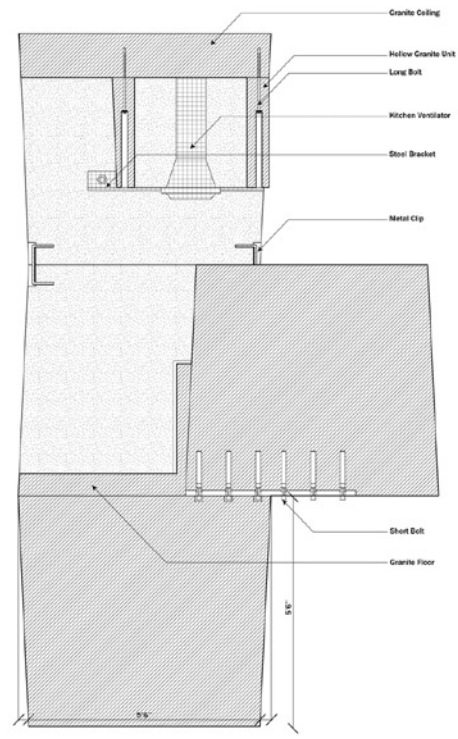 Granite Ceiling
Hollow Granite Unit
Long Bolt
Kitchen Ventilator
Steel Bracket
Metal Clip
Short Bolt
Granite Floor
5'6"
5'6"